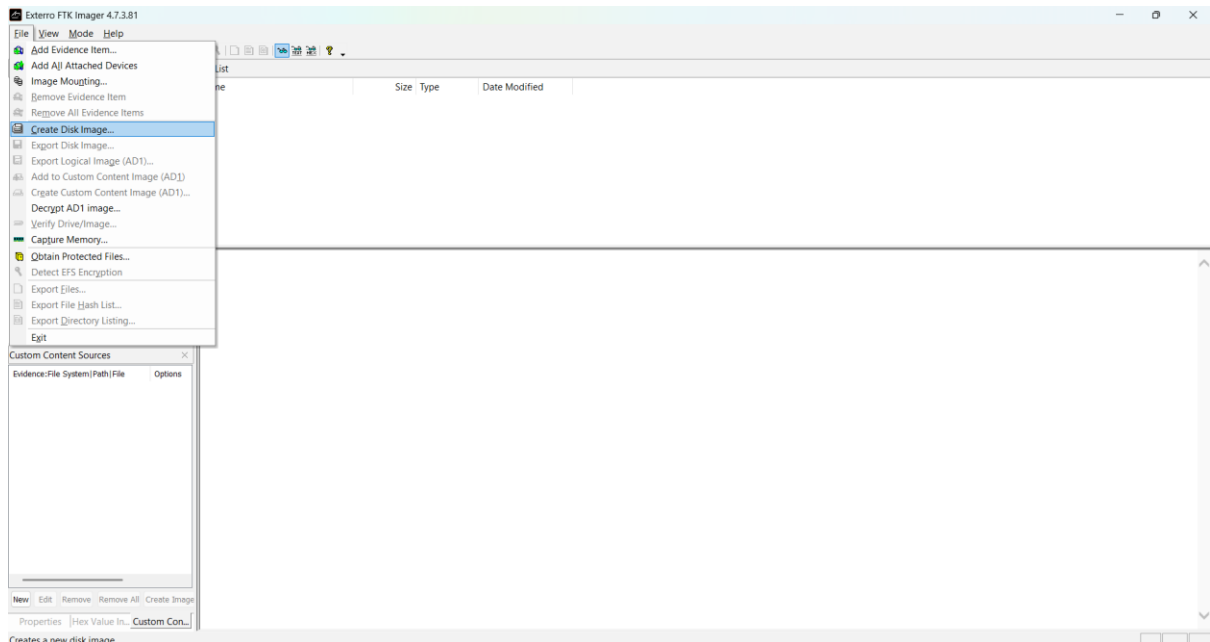 Exterro FTK Imager 4.7.3.81
File View Mode Help
Add Evidence Item...
Add All Attached Devices
Image Mounting...
Remove Evidence Item
Remove All Evidence Items
Create Disk Image...
Export Disk Image...
Export Logical Image (AD1)...
Add to Custom Content Image (AD1)
Create Custom Content Image (AD1)...
Decrypt AD1 image...
Verify Drive/Image...
Capture Memory...
Obtain Protected Files...
Detect EFS Encryption
Export Files...
Export File Hash List...
Export Directory Listing...
Exit
List
ne Size Type Date Modified
Custom Content Sources
Evidence:File System|Path|File Options
New Edit Remove Remove All Create Image
Properties Hex Value In... Custom Con...
Creates a new disk image